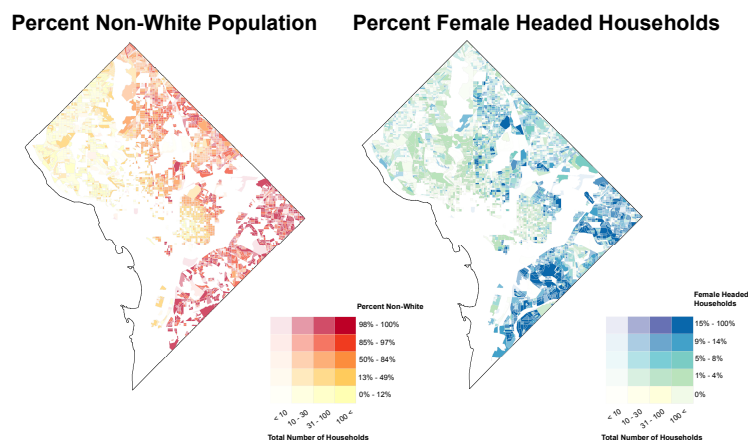 Percent Non-White Population
Percent Female Headed Households
Percent Non-White
98% - 100%
85% - 97%
50% - 84%
13% - 49%
0% - 12%
< 10
10 - 30
31 - 100
100 <
Total Number of Households
Female Headed
Households
15% - 100%
9% - 14%
5% - 8%
1% - 4%
0%
< 10
10 - 30
31 - 100
100 <
Total Number of Households